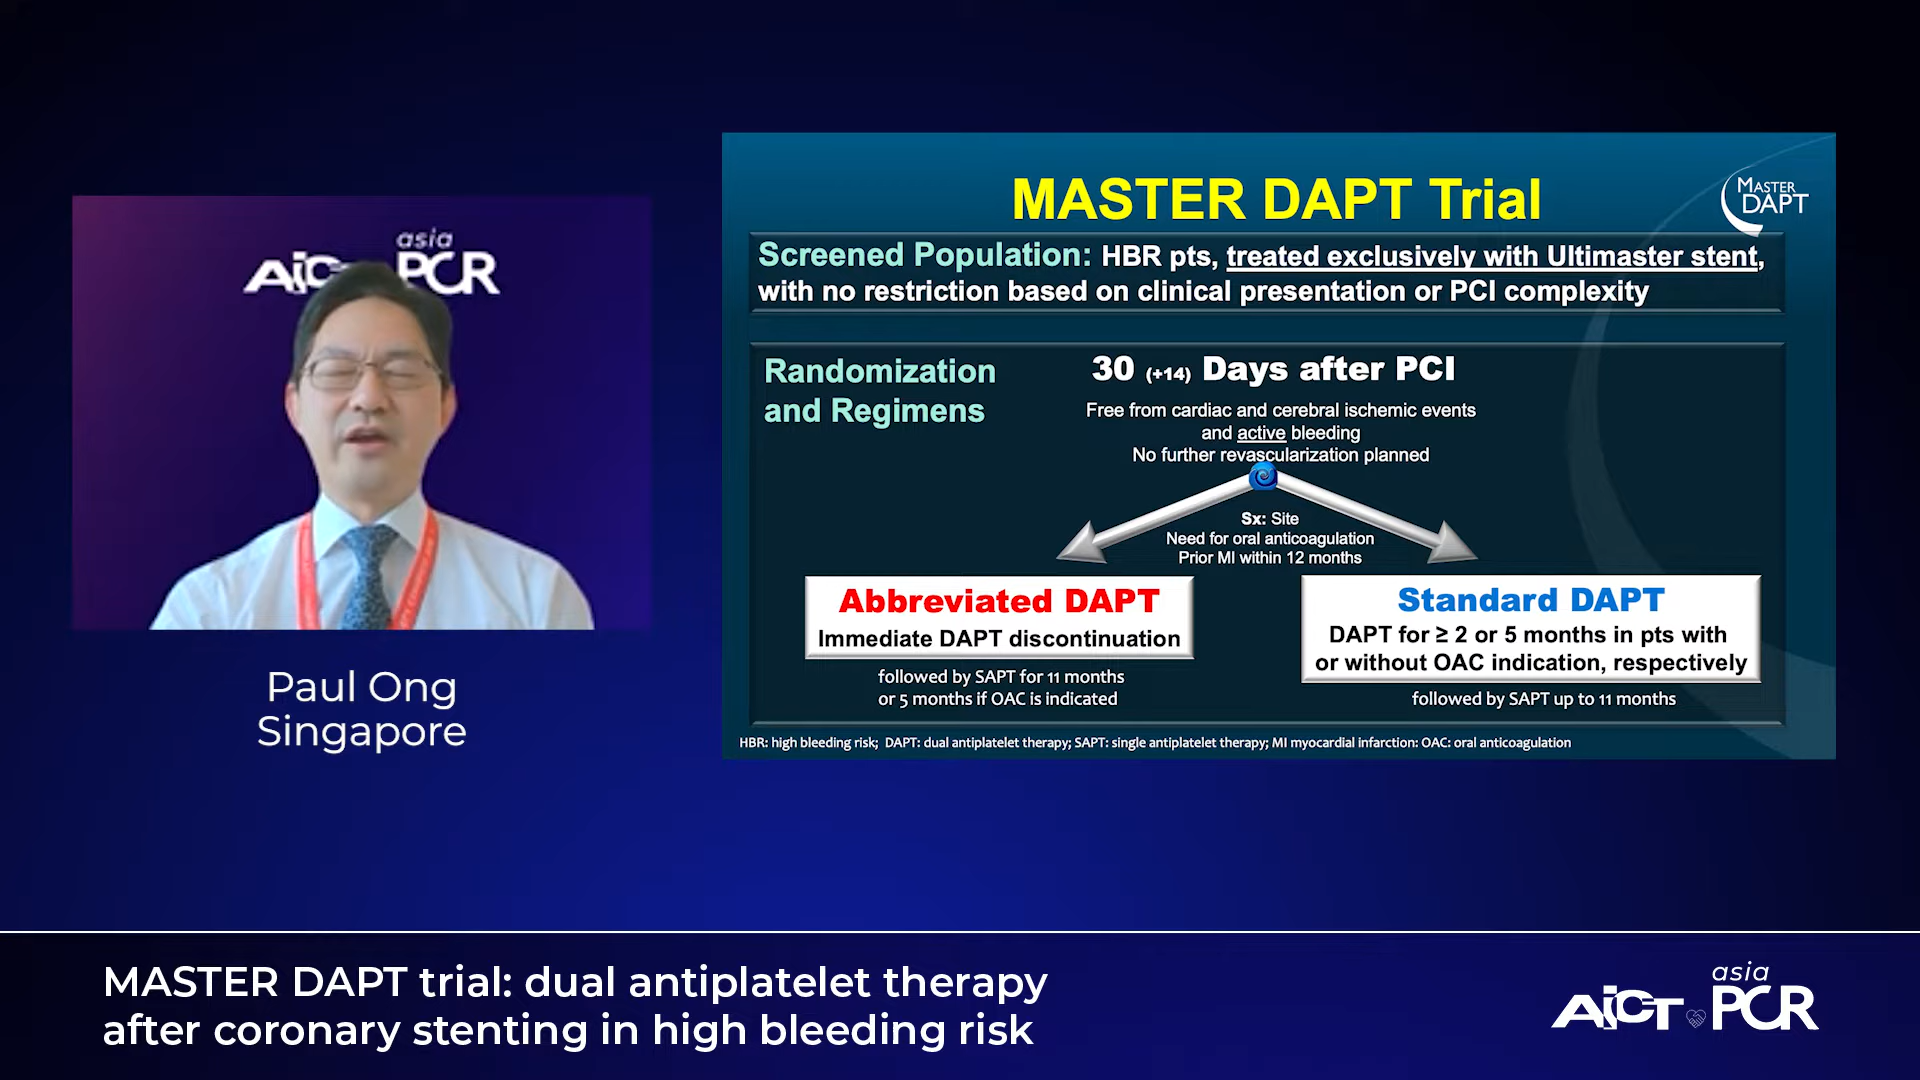 asia
AICT PCR
Paul Ong
Singapore
MASTER DAPT Trial
MASTER
DAPT
Screened Population: HBR pts, treated exclusively with Ultimaster stent,
with no restriction based on clinical presentation or PCI complexity
Randomization
and Regimens
30 (+14) Days after PCI
Free from cardiac and cerebral ischemic events
and active bleeding
No further revascularization planned
Sx: Site
Need for oral anticoagulation
Prior MI within 12 months
Abbreviated DAPT
Immediate DAPT discontinuation
followed by SAPT for 11 months
or 5 months if OAC is indicated
Standard DAPT
DAPT for ≥ 2 or 5 months in pts with
or without OAC indication, respectively
followed by SAPT up to 11 months
HBR: high bleeding risk; DAPT: dual antiplatelet therapy; SAPT: single antiplatelet therapy; MI myocardial infarction: OAC: oral anticoagulation
MASTER DAPT trial: dual antiplatelet therapy
after coronary stenting in high bleeding risk
asia
AICT PCR